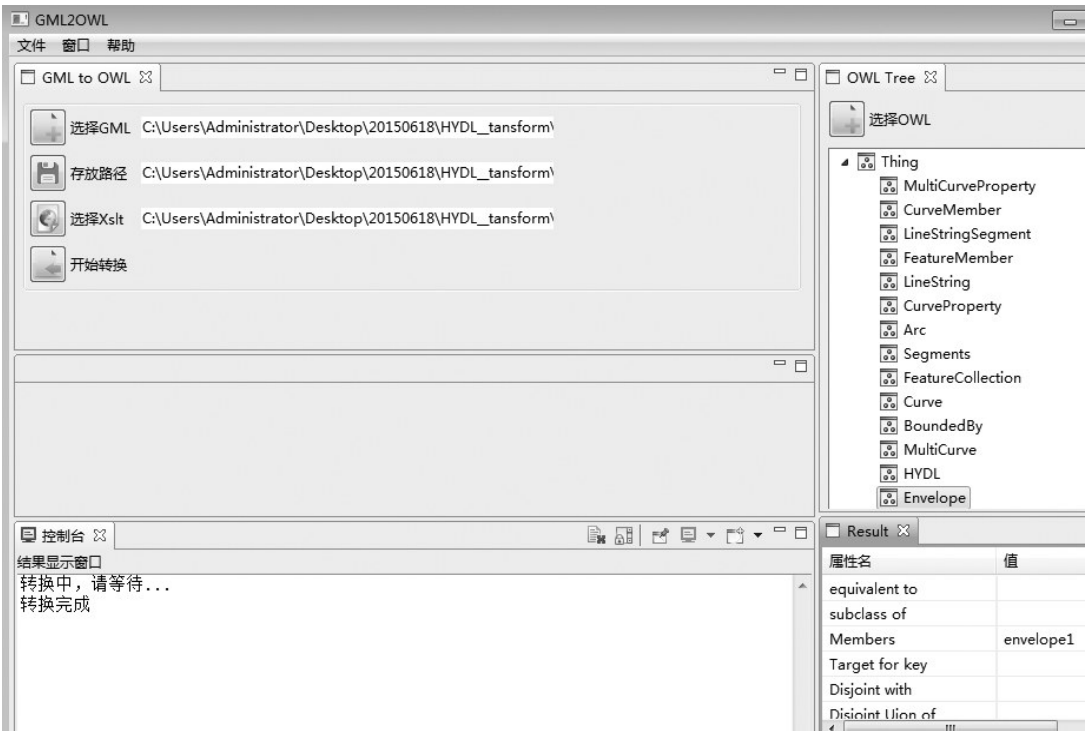 GML2OWL
文件 窗口 帮助
GML to OWL
选择GML C:\Users\Administrator\Desktop\20150618\HYDL_tansform\
存放路径 C:\Users\Administrator\Desktop\20150618\HYDL_tansform\
选择Xslt C:\Users\Administrator\Desktop\20150618\HYDL_tansform\
开始转换
控制台
结果显示窗口
转换中，请等待...
转换完成
OWL Tree
选择OWL
Thing
MultiCurveProperty
CurveMember
LineStringSegment
FeatureMember
LineString
CurveProperty
Arc
Segments
FeatureCollection
Curve
BoundedBy
MultiCurve
HYDL
Envelope
Result
属性名 值
equivalent to
subclass of
Members envelope1
Target for key
Disjoint with
Disjoint Uion of